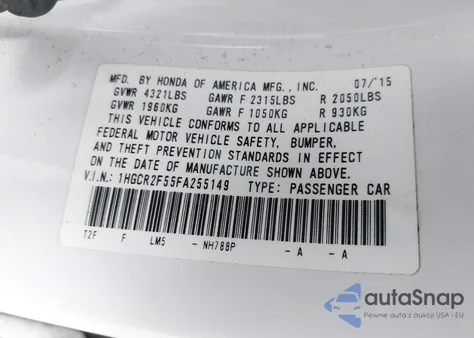 MFD. BY HONDA OF AMERICA MFG., INC. 07/15
GVWR 4321LBS GAWR F 2315LBS R 2050LBS
GVWR 1960KG GAWR F 1050KG R 930KG
THIS VEHICLE CONFORMS TO ALL APPLICABLE
FEDERAL MOTOR VEHICLE SAFETY, BUMPER,
AND THEFT PREVENTION STANDARDS IN EFFECT
ON THE DATE OF MANUFACTURE SHOWN ABOVE.
V.I.N.: 1HGCR2F55FA255149 TYPE: PASSENGER CAR
T2F F LM5 - NH788P - A - A
autoSnap
Pewne auta z okazji z USA i EU